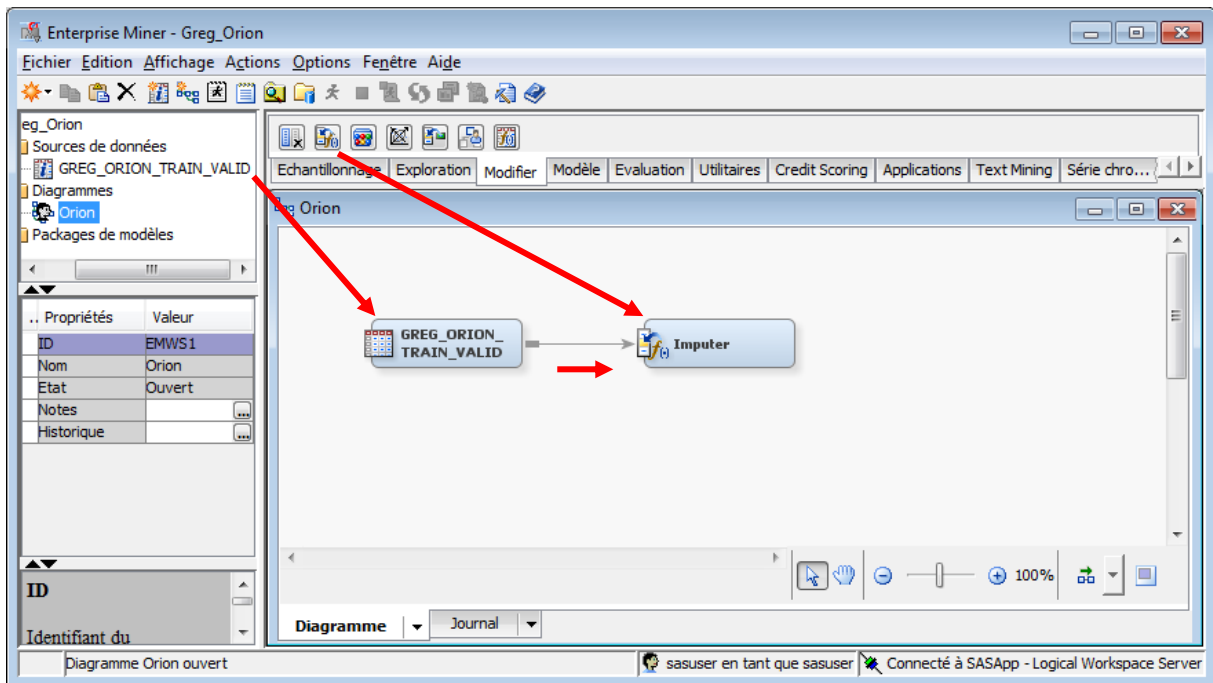 Enterprise Miner - Greg_Orion
Fichier Edition Affichage Actions Options Fenêtre Aide
eg_Orion
Sources de données
GREG_ORION_TRAIN_VALID
Diagrammes
Orion
Packages de modèles
.. Propriétés Valeur
ID EMWS1
Nom Orion
Etat Ouvert
Notes ...
Historique ...
ID
Identifiant du
Echantillonnage Exploration Modifier Modèle Evaluation Utilitaires Credit Scoring Applications Text Mining Série chro...
Orion
GREG_ORION_
TRAIN_VALID
Imputer
100%
Diagramme Journal
Diagramme Orion ouvert
sasuser en tant que sasuser Connecté à SASApp - Logical Workspace Server